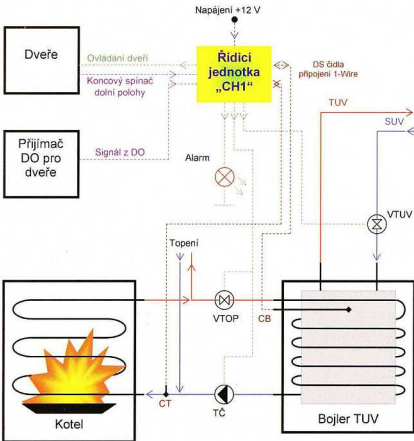 Napájení +12 V
Dveře
Ovládaní dveří
Koncový spínač
dolní polohy
Řídicí
jednotka
„CH1“
DS čidla
připojení 1-Wire
TUV
SUV
Přijímač
DO pro
dveře
Signál z DO
Alarm
VTUV
Topení
VTOP
CB
CT
TČ
Kotel
Bojler TUV